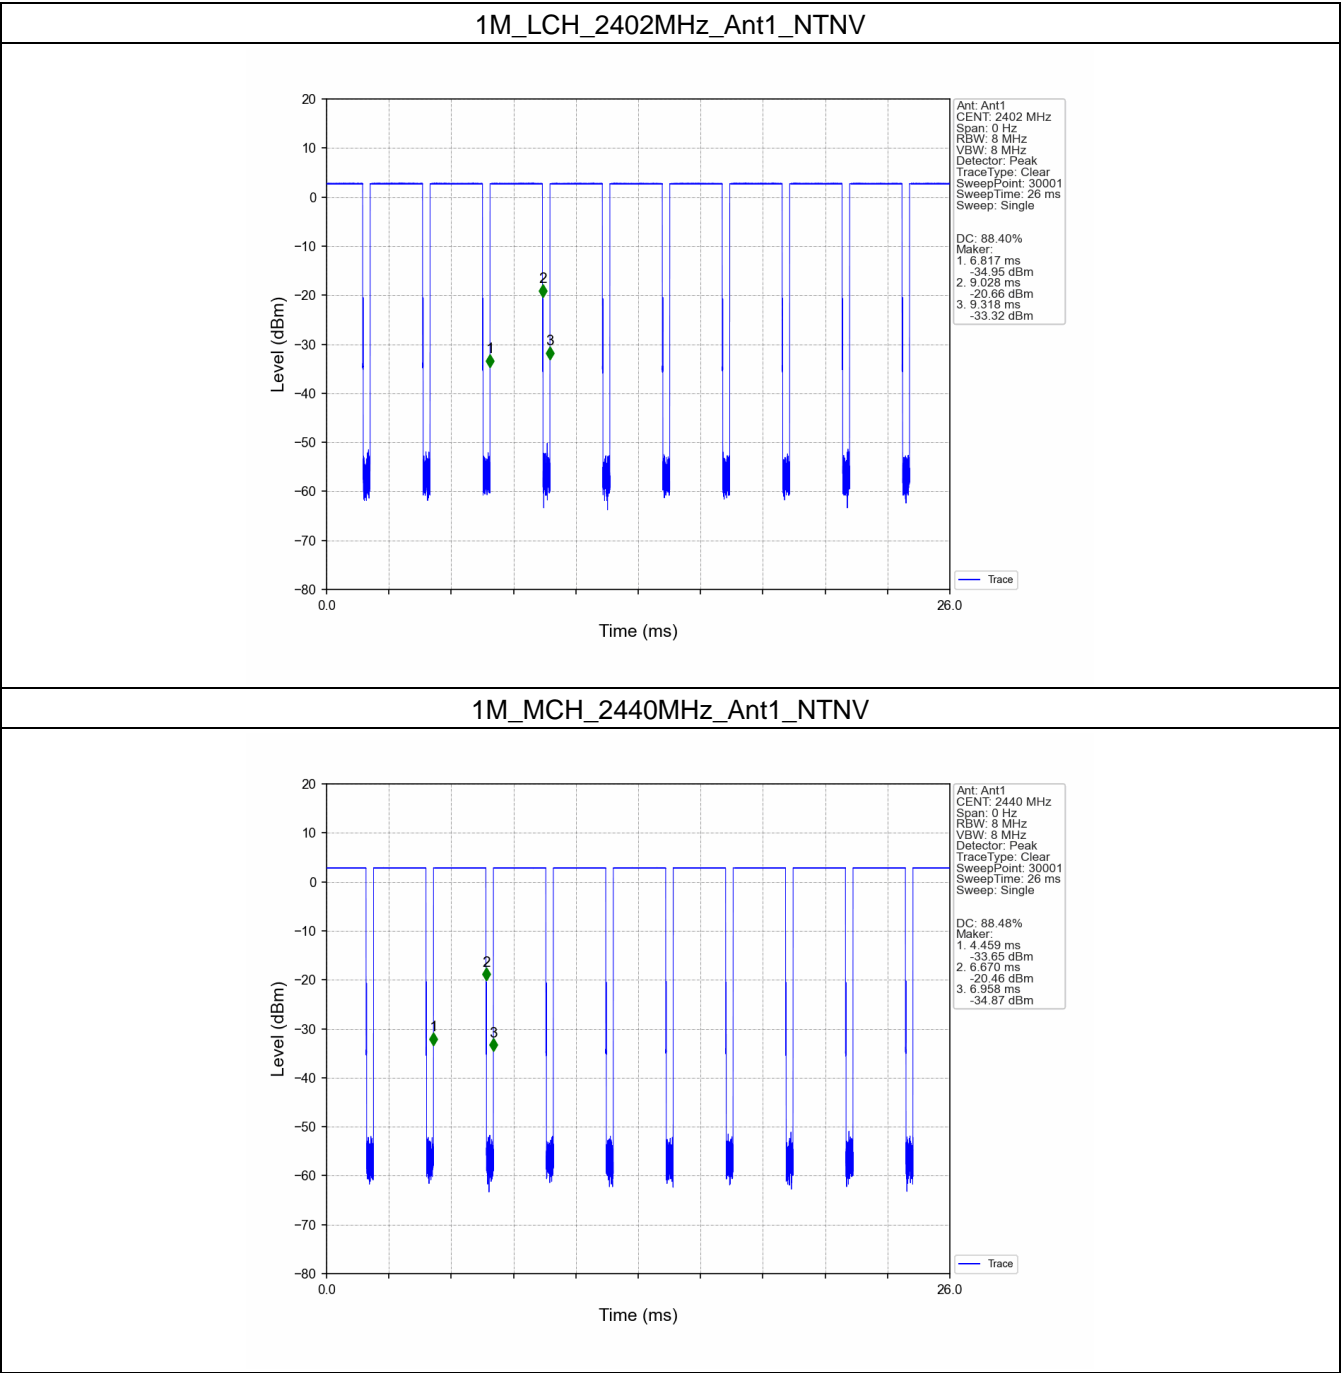 1M_LCH_2402MHz_Ant1_NTNV
20
10
0
−10
−20
−30
−40
−50
−60
−70
−80
Level (dBm)
0.0
26.0
Time (ms)
1
2
3
Ant: Ant1
CENT: 2402 MHz
Span: 0 Hz
RBW: 8 MHz
VBW: 8 MHz
Detector: Peak
TraceType: Clear
SweepPoint: 30001
SweepTime: 26 ms
Sweep: Single
DC: 88.40%
Maker:
1. 6.817 ms
-34.95 dBm
2. 9.028 ms
-20.66 dBm
3. 9.318 ms
-33.32 dBm
Trace
1M_MCH_2440MHz_Ant1_NTNV
20
10
0
−10
−20
−30
−40
−50
−60
−70
−80
Level (dBm)
0.0
26.0
Time (ms)
1
2
3
Ant: Ant1
CENT: 2440 MHz
Span: 0 Hz
RBW: 8 MHz
VBW: 8 MHz
Detector: Peak
TraceType: Clear
SweepPoint: 30001
SweepTime: 26 ms
Sweep: Single
DC: 88.48%
Maker:
1. 4.459 ms
-33.65 dBm
2. 6.670 ms
-20.46 dBm
3. 6.958 ms
-34.87 dBm
Trace